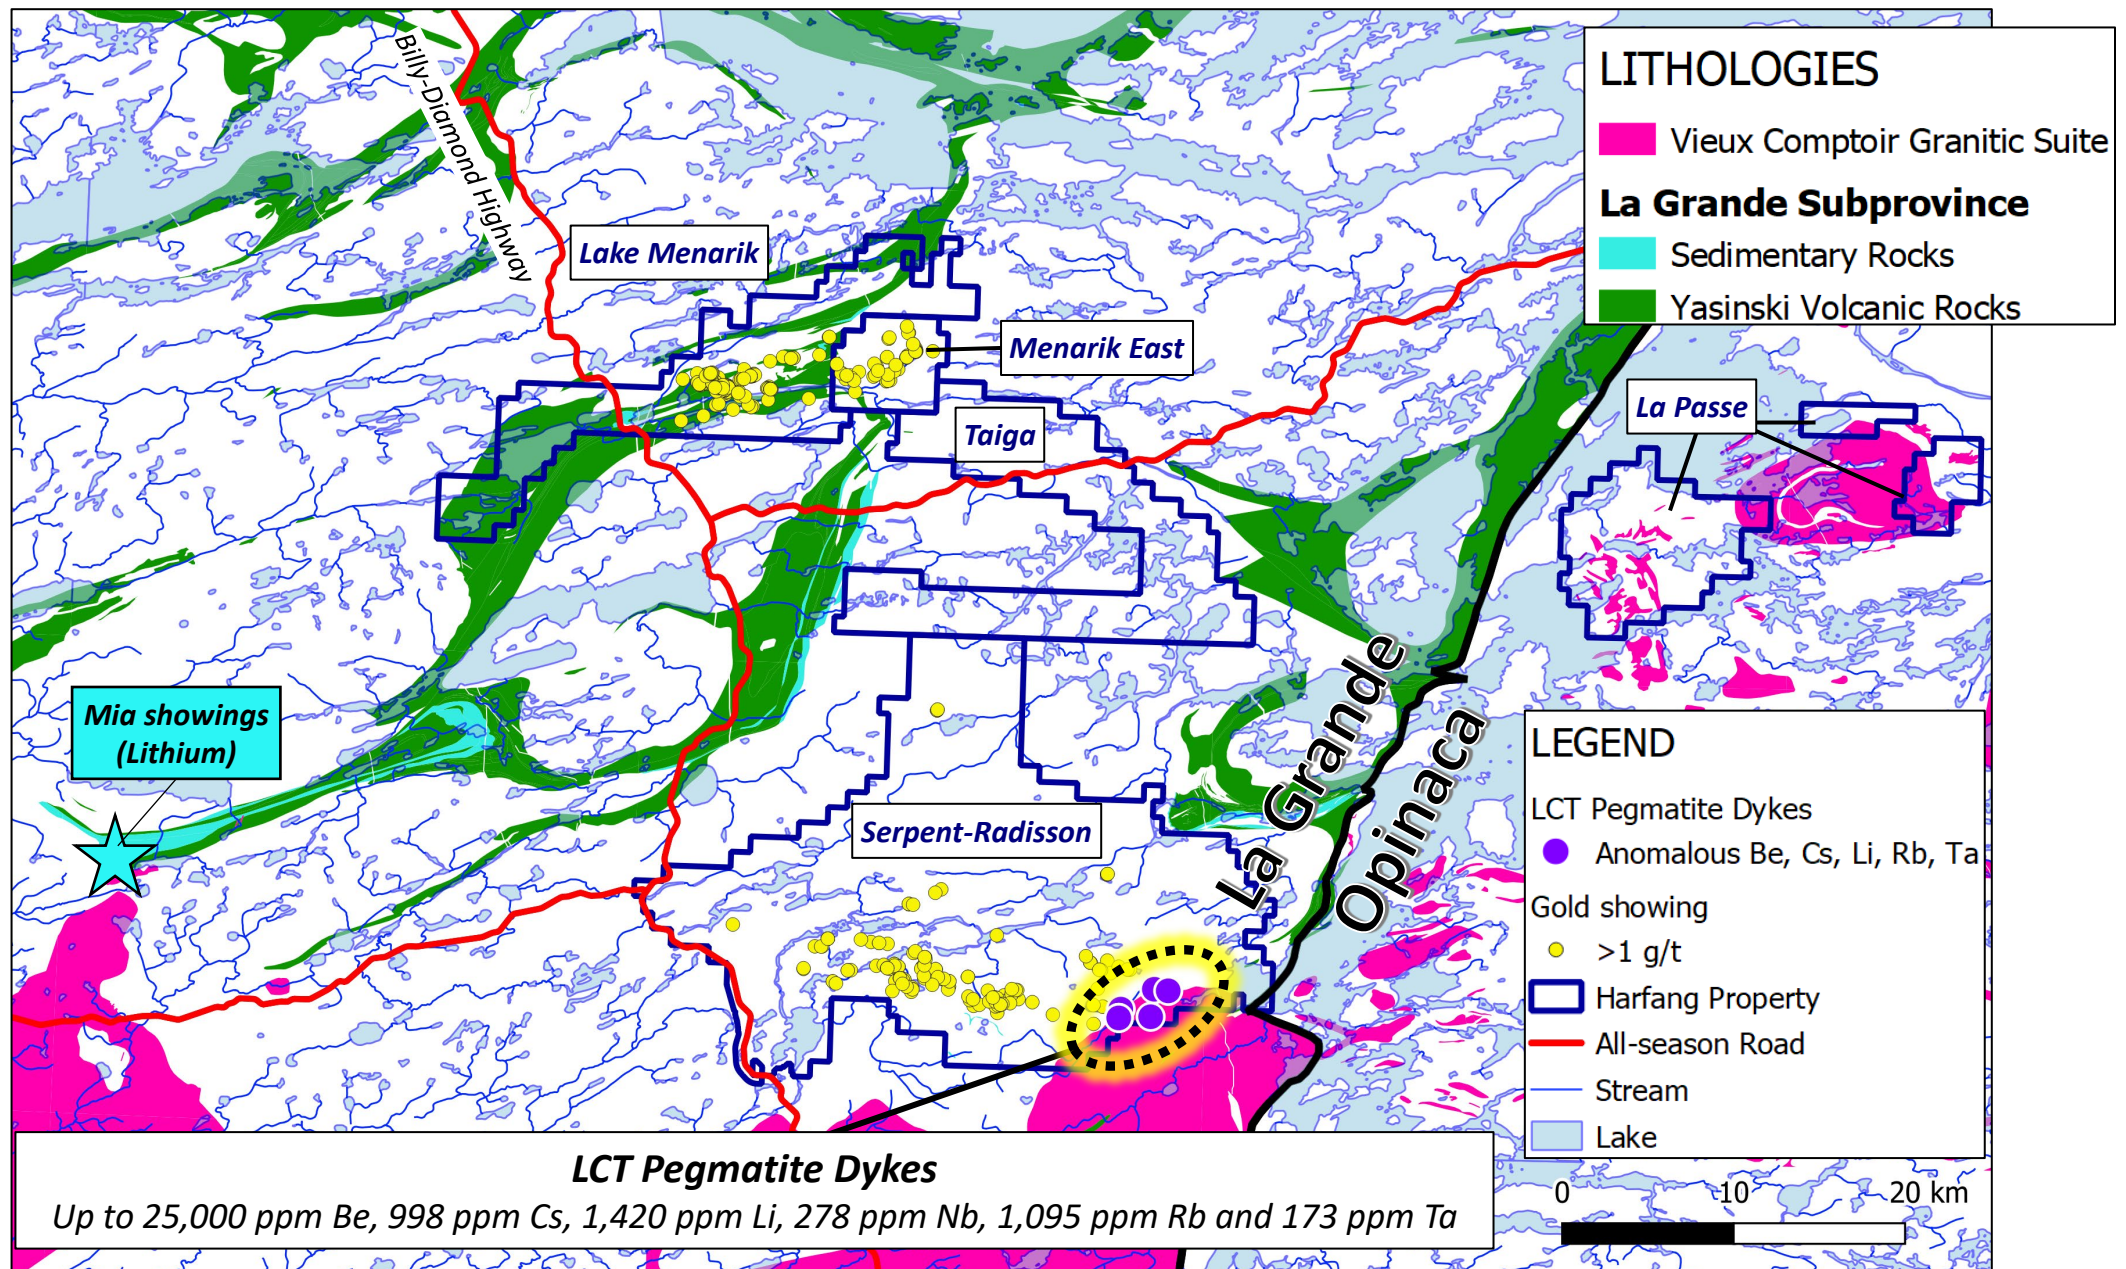 Billy-Diamond Highway
Lake Menarik
Menarik East
Taiga
La Passe
Mia showings
(Lithium)
Serpent-Radisson
La Grande
Opinaca
LITHOLOGIES
Vieux Comptoir Granitic Suite
La Grande Subprovince
Sedimentary Rocks
Yasinski Volcanic Rocks
LEGEND
LCT Pegmatite Dykes
Anomalous Be, Cs, Li, Rb, Ta
Gold showing
>1 g/t
Harfang Property
All-season Road
Stream
Lake
0 10 20 km
LCT Pegmatite Dykes
Up to 25,000 ppm Be, 998 ppm Cs, 1,420 ppm Li, 278 ppm Nb, 1,095 ppm Rb and 173 ppm Ta